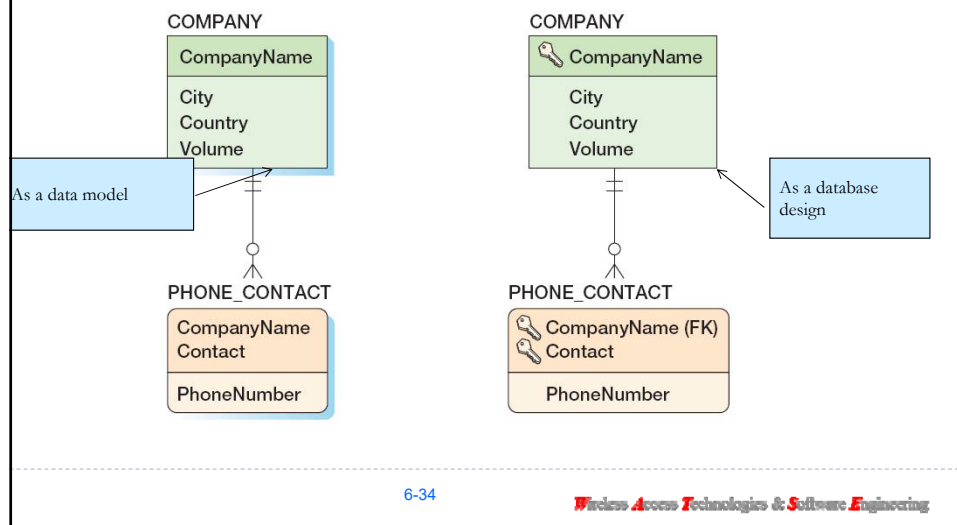 COMPANY
CompanyName
City
Country
Volume
As a data model
PHONE_CONTACT
CompanyName
Contact
PhoneNumber
COMPANY
CompanyName
City
Country
Volume
As a database
design
PHONE_CONTACT
CompanyName (FK)
Contact
PhoneNumber
6-34
Wireless Access Technologies & Software Engineering